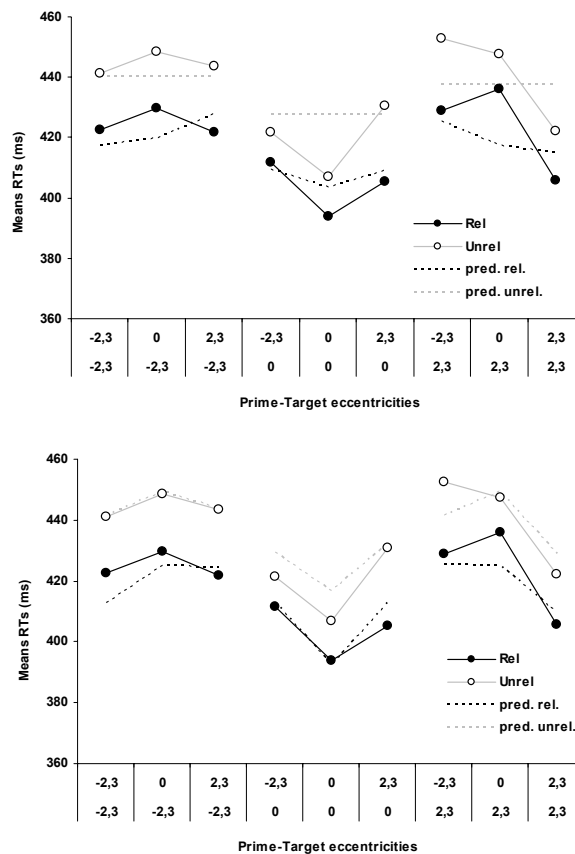 460
440
420
400
380
360
Means RTs (ms)
Rel
Unrel
pred. rel.
pred. unrel.
-2,3 0 2,3 -2,3 0 2,3 -2,3 0 2,3
-2,3 -2,3 -2,3 0 0 0 2,3 2,3 2,3
Prime-Target eccentricities
460
440
420
400
380
360
Means RTs (ms)
Rel
Unrel
pred. rel.
pred. unrel.
-2,3 0 2,3 -2,3 0 2,3 -2,3 0 2,3
-2,3 -2,3 -2,3 0 0 0 2,3 2,3 2,3
Prime-Target eccentricities